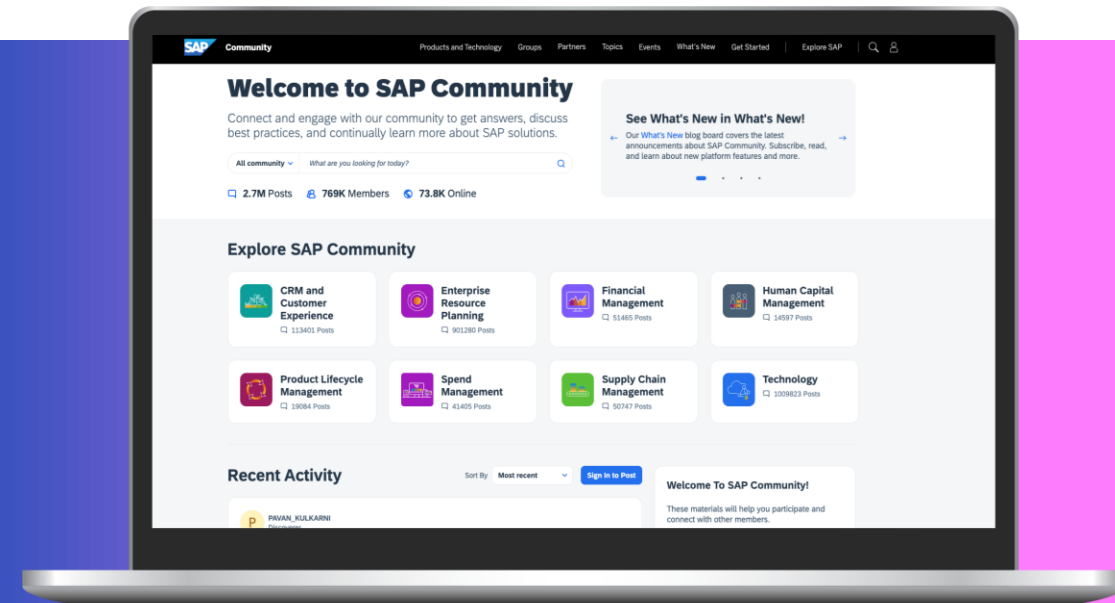 SAP Community Products and Technology Groups Partners Topics Events What's New Get Started Explore SAP
Welcome to SAP Community
Connect and engage with our community to get answers, discuss
best practices, and continually learn more about SAP solutions.
All community What are you looking for today?
2.7M Posts 769K Members 73.8K Online
See What's New in What's New!
Our What's New blog board covers the latest
announcements about SAP Community. Subscribe, read,
and learn about new platform features and more.
Explore SAP Community
CRM and
Customer
Experience
113401 Posts
Enterprise
Resource
Planning
901280 Posts
Financial
Management
51465 Posts
Human Capital
Management
14597 Posts
Product Lifecycle
Management
19084 Posts
Spend
Management
41405 Posts
Supply Chain
Management
50747 Posts
Technology
1009823 Posts
Recent Activity
Sort By Most recent Sign In to Post
P PAVAN_KULKARNI
Discoverer
Welcome To SAP Community!
These materials will help you participate and
connect with other members.